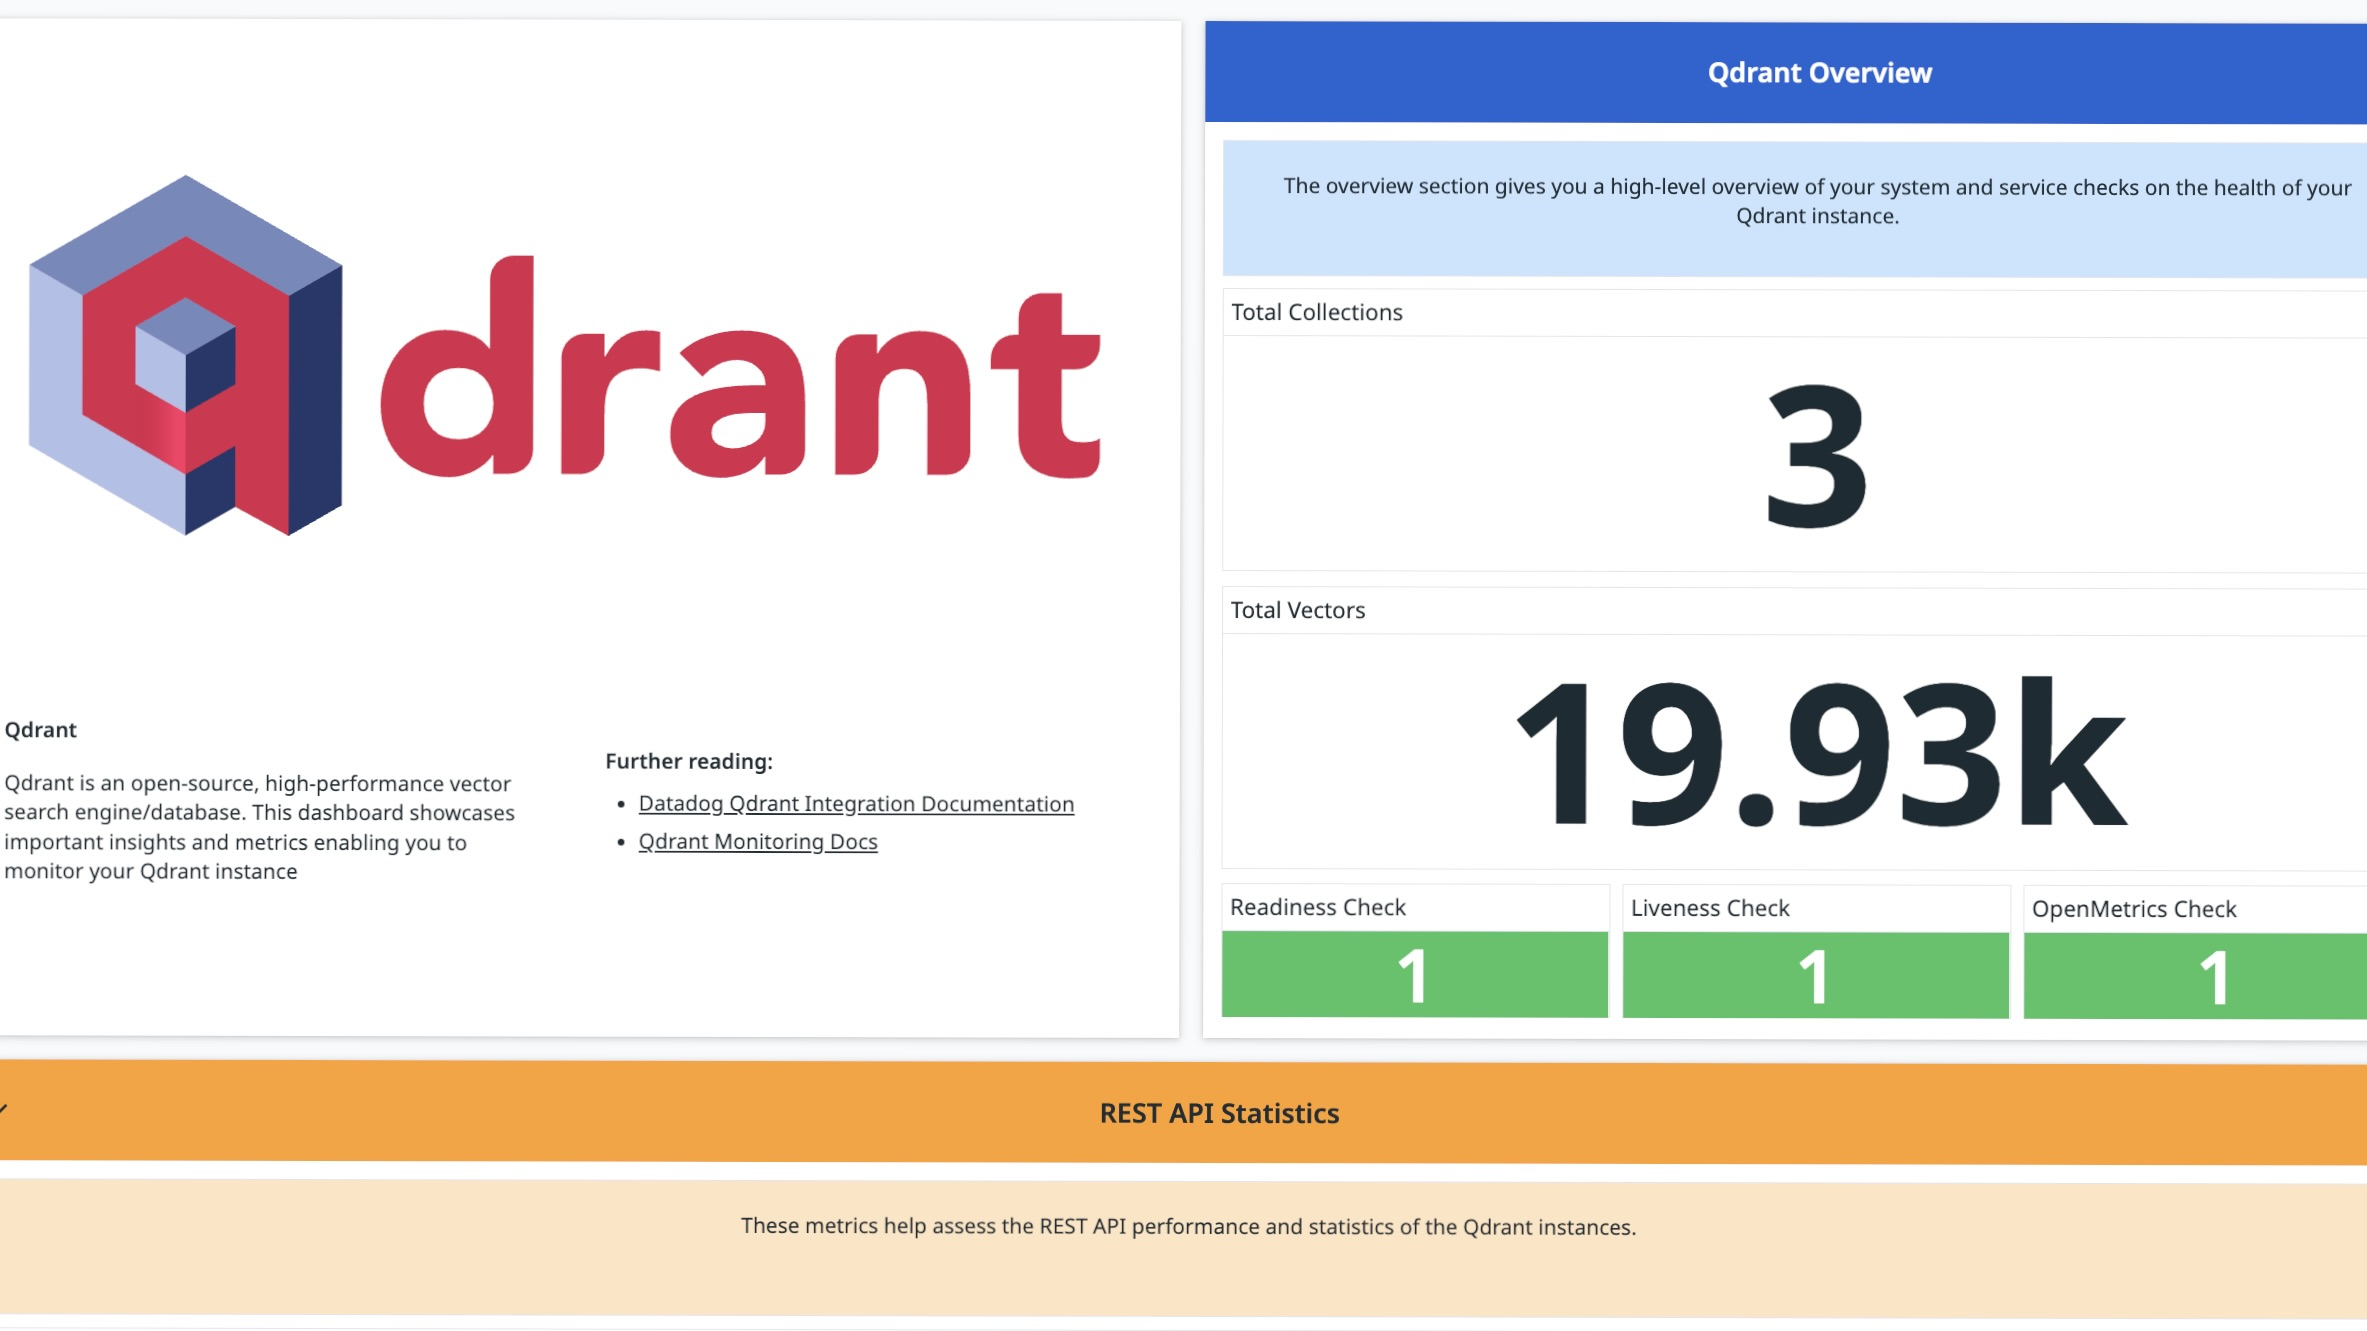 qdrant
Qdrant
Qdrant is an open-source, high-performance vector
search engine/database. This dashboard showcases
important insights and metrics enabling you to
monitor your Qdrant instance
Further reading:
• Datadog Qdrant Integration Documentation
• Qdrant Monitoring Docs
Qdrant Overview
The overview section gives you a high-level overview of your system and service checks on the health of your
Qdrant instance.
Total Collections
3
Total Vectors
19.93k
Readiness Check
1
Liveness Check
1
OpenMetrics Check
1
REST API Statistics
These metrics help assess the REST API performance and statistics of the Qdrant instances.